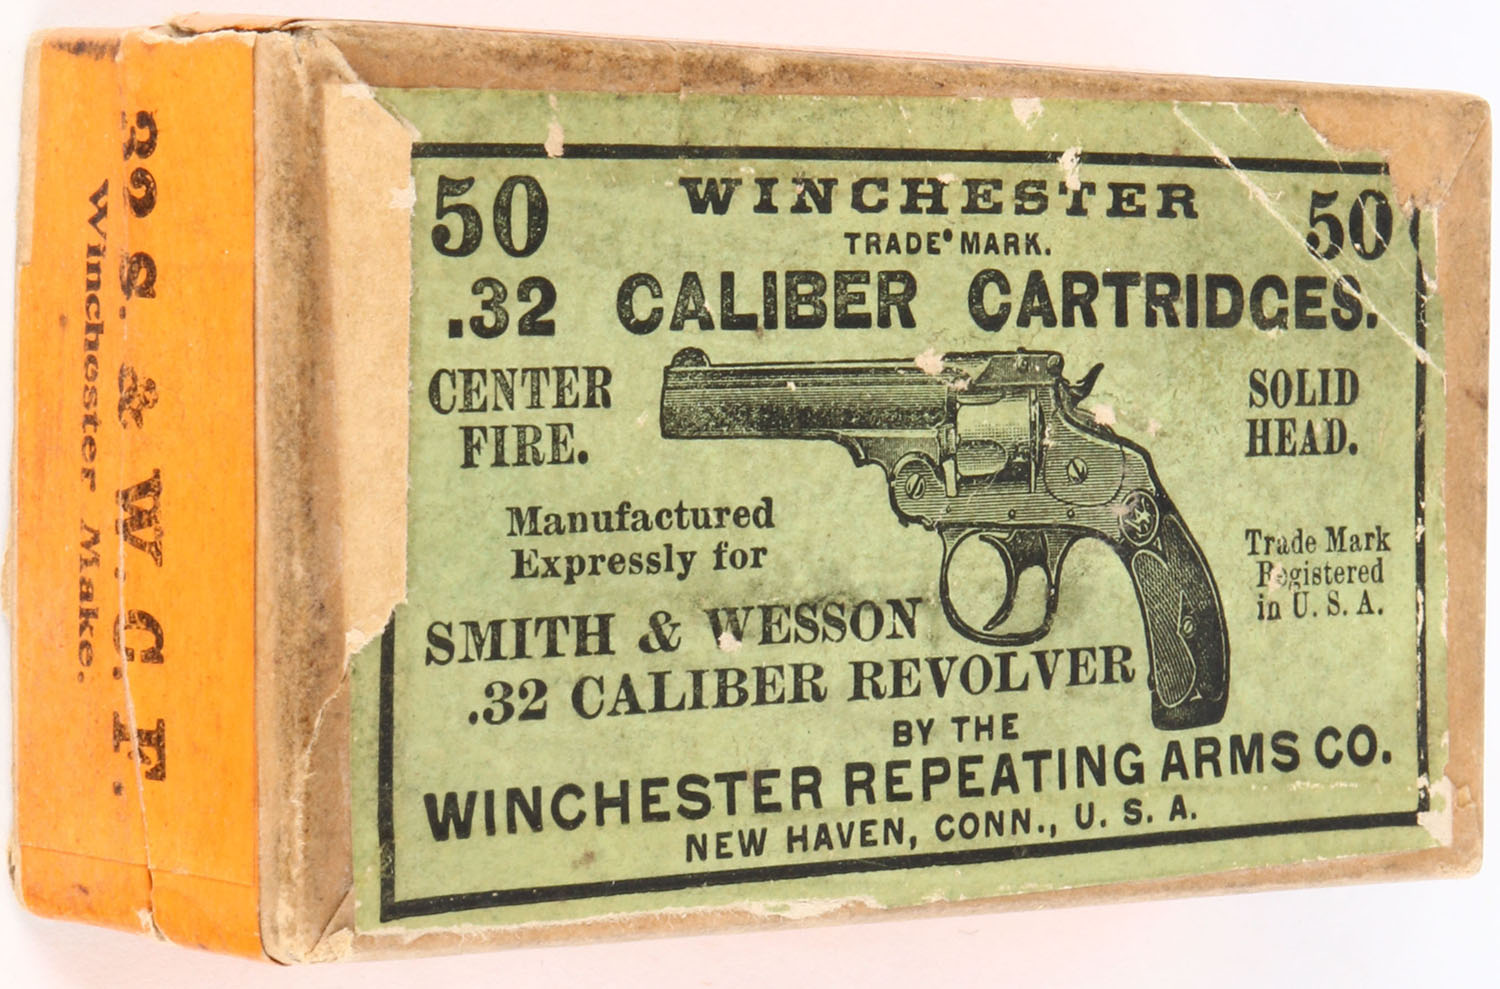 50 WINCHESTER 50
TRADE MARK.
.32 CALIBER CARTRIDGES.
CENTER
FIRE.
SOLID
HEAD.
Manufactured
Expressly for
Trade Mark
Registered
in U. S. A.
SMITH & WESSON
.32 CALIBER REVOLVER
BY THE
WINCHESTER REPEATING ARMS CO.
NEW HAVEN, CONN., U. S. A.
32 S. & W. C. F.
Winchester Make.